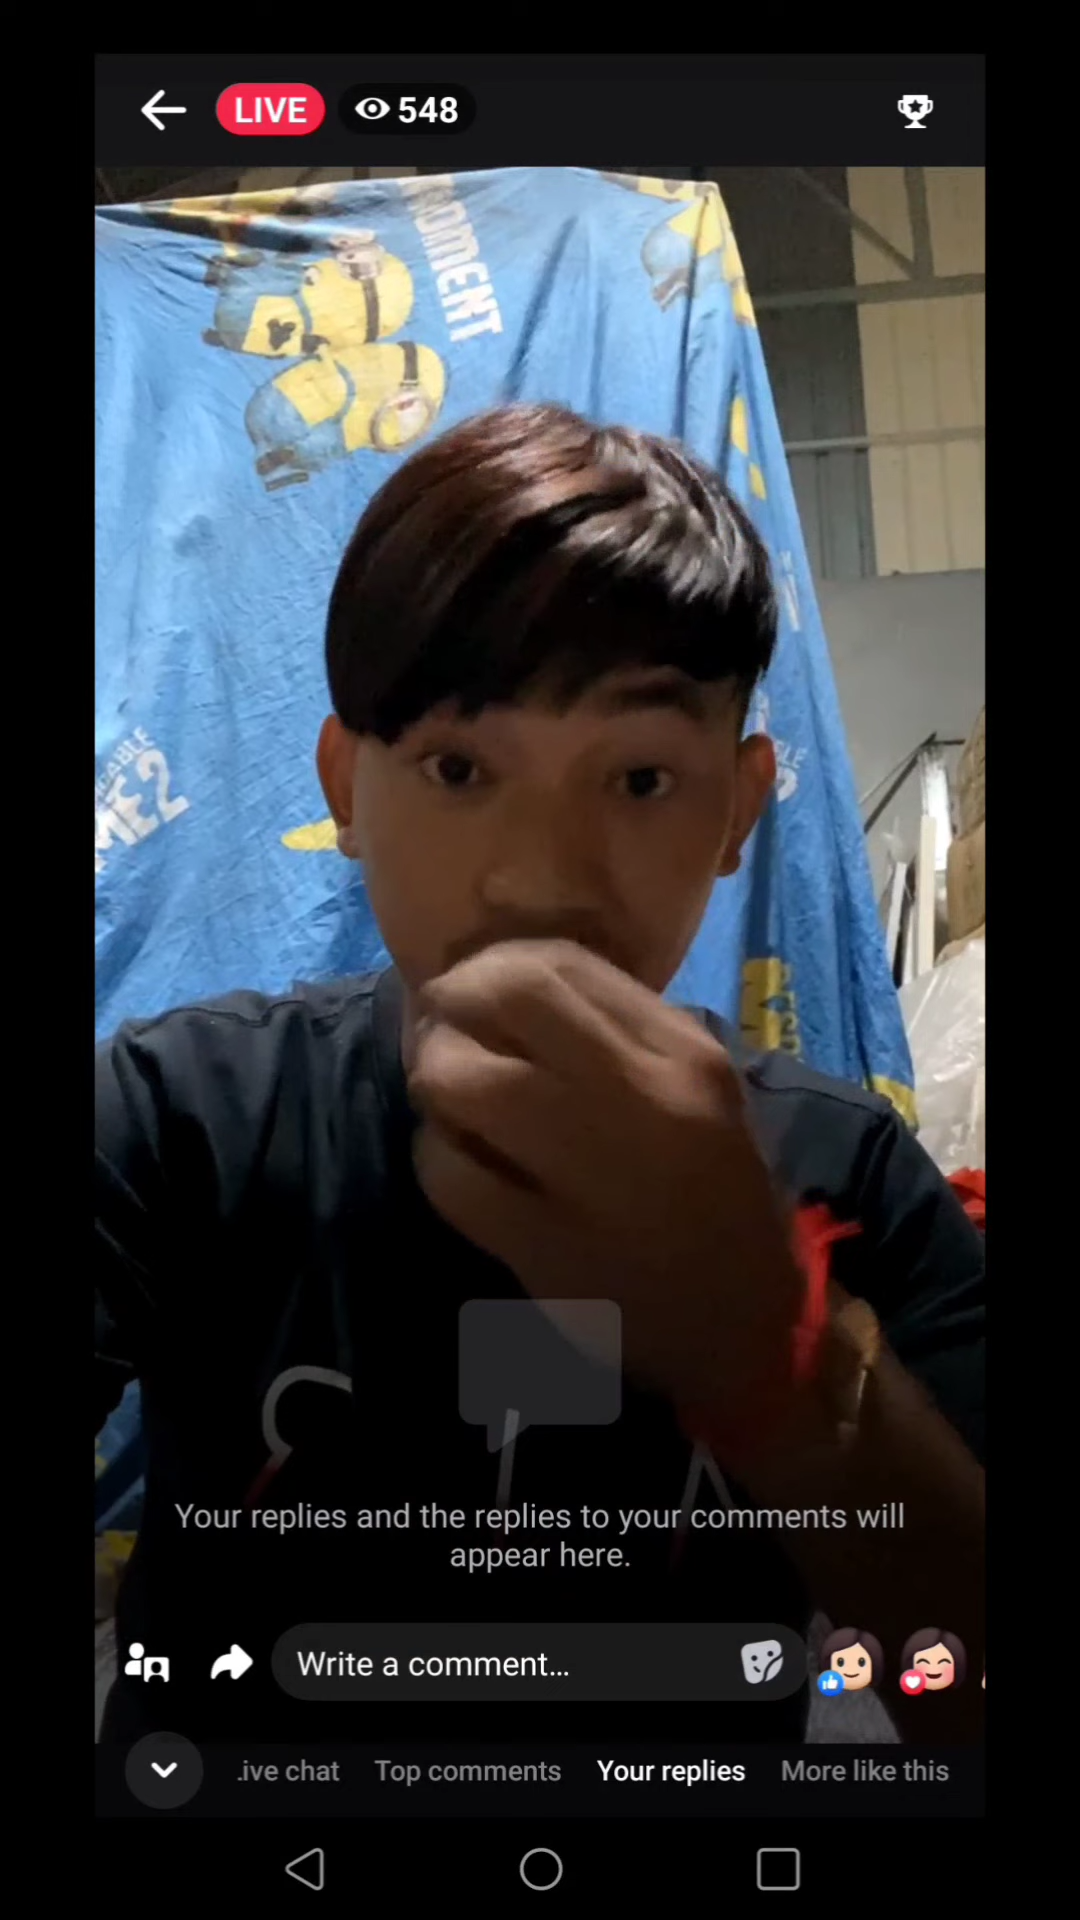 LIVE 548
MOMENT
ME2
Your replies and the replies to your comments will
appear here.
Write a comment...
.ive chat Top comments Your replies More like this